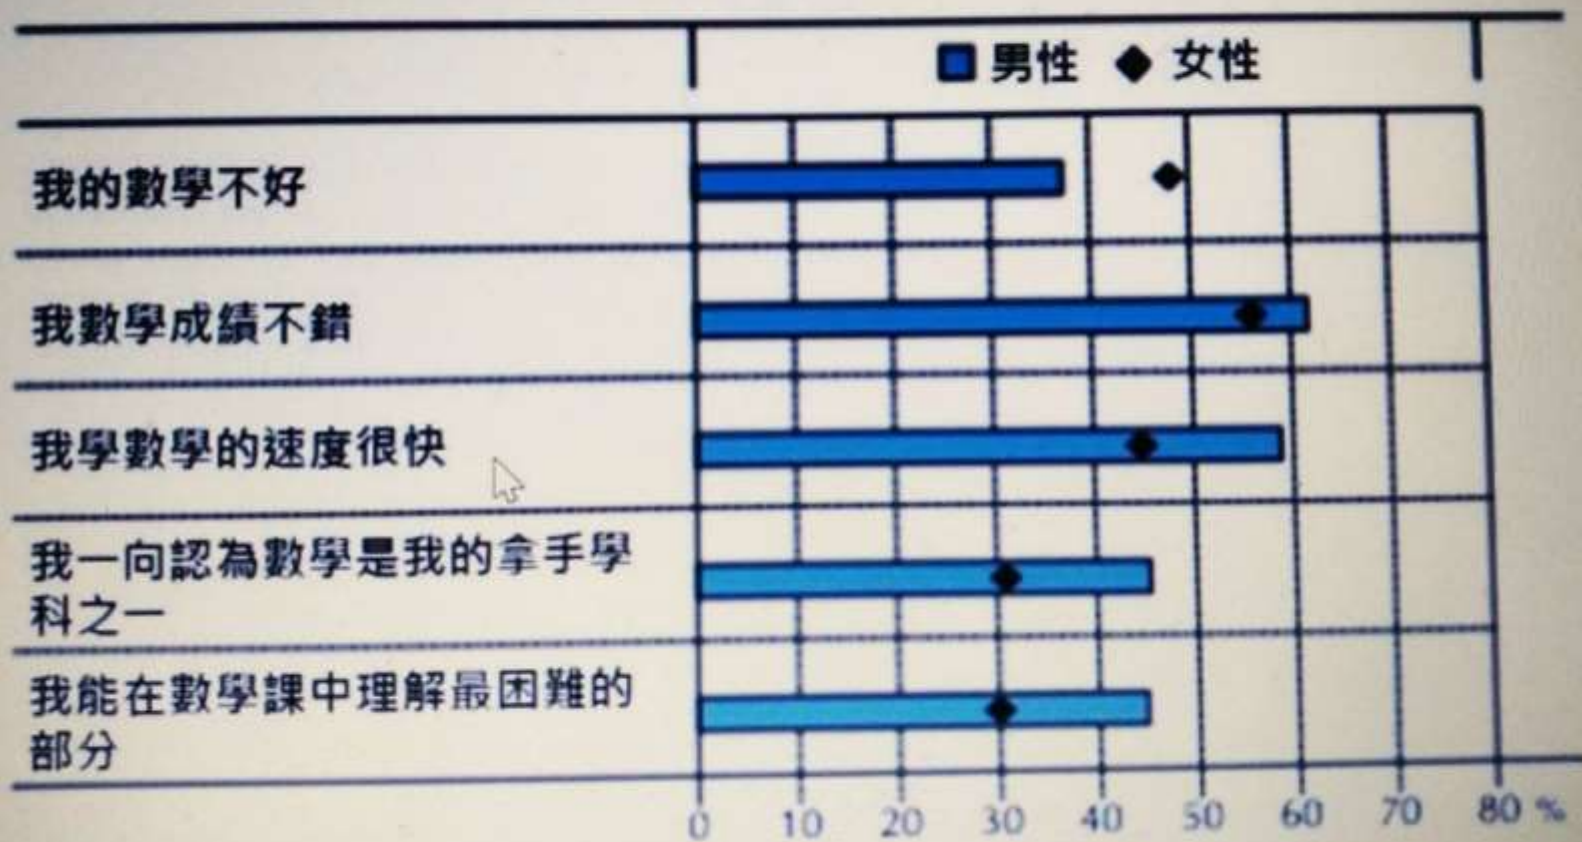 男性 女性
我的數學不好
我數學成績不錯
我學數學的速度很快
我一向認為數學是我的拿手學
科之一
我能在數學課中理解最困難的
部分
0 10 20 30 40 50 60 70 80 %